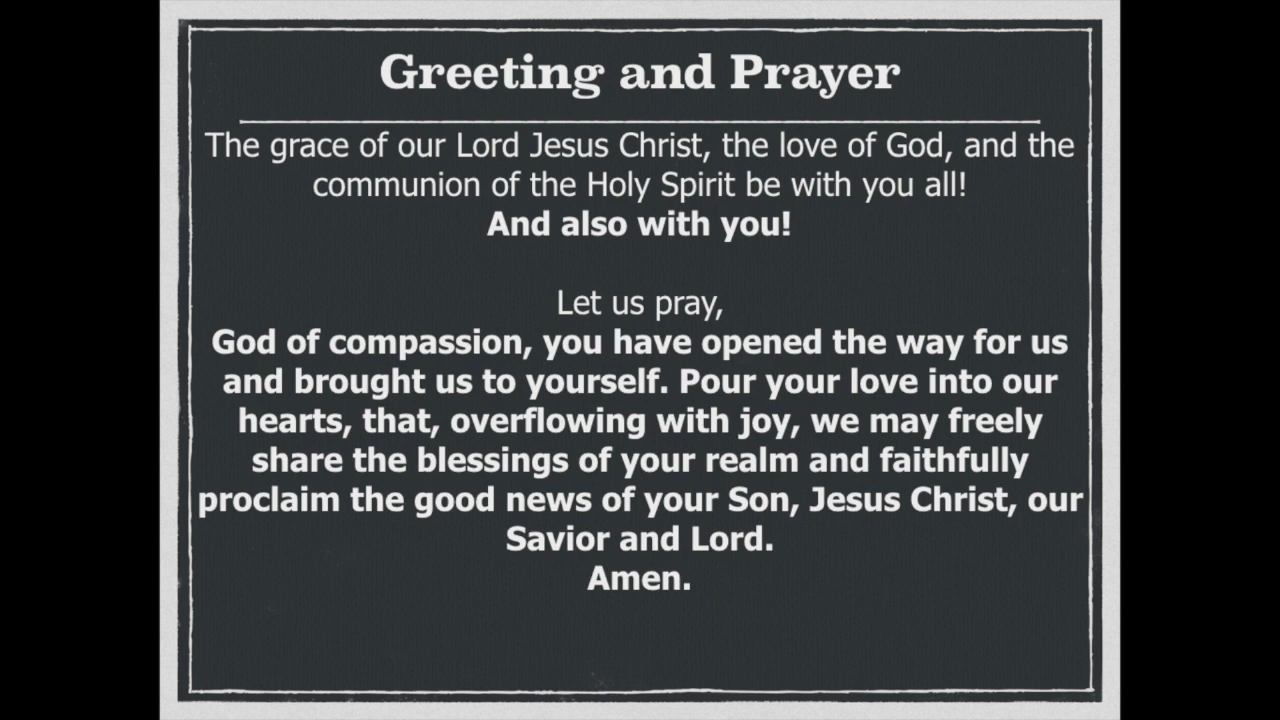 Greeting and Prayer
The grace of our Lord Jesus Christ, the love of God, and the
communion of the Holy Spirit be with you all!
And also with you!
Let us pray,
God of compassion, you have opened the way for us
and brought us to yourself. Pour your love into our
hearts, that, overflowing with joy, we may freely
share the blessings of your realm and faithfully
proclaim the good news of your Son, Jesus Christ, our
Savior and Lord.
Amen.